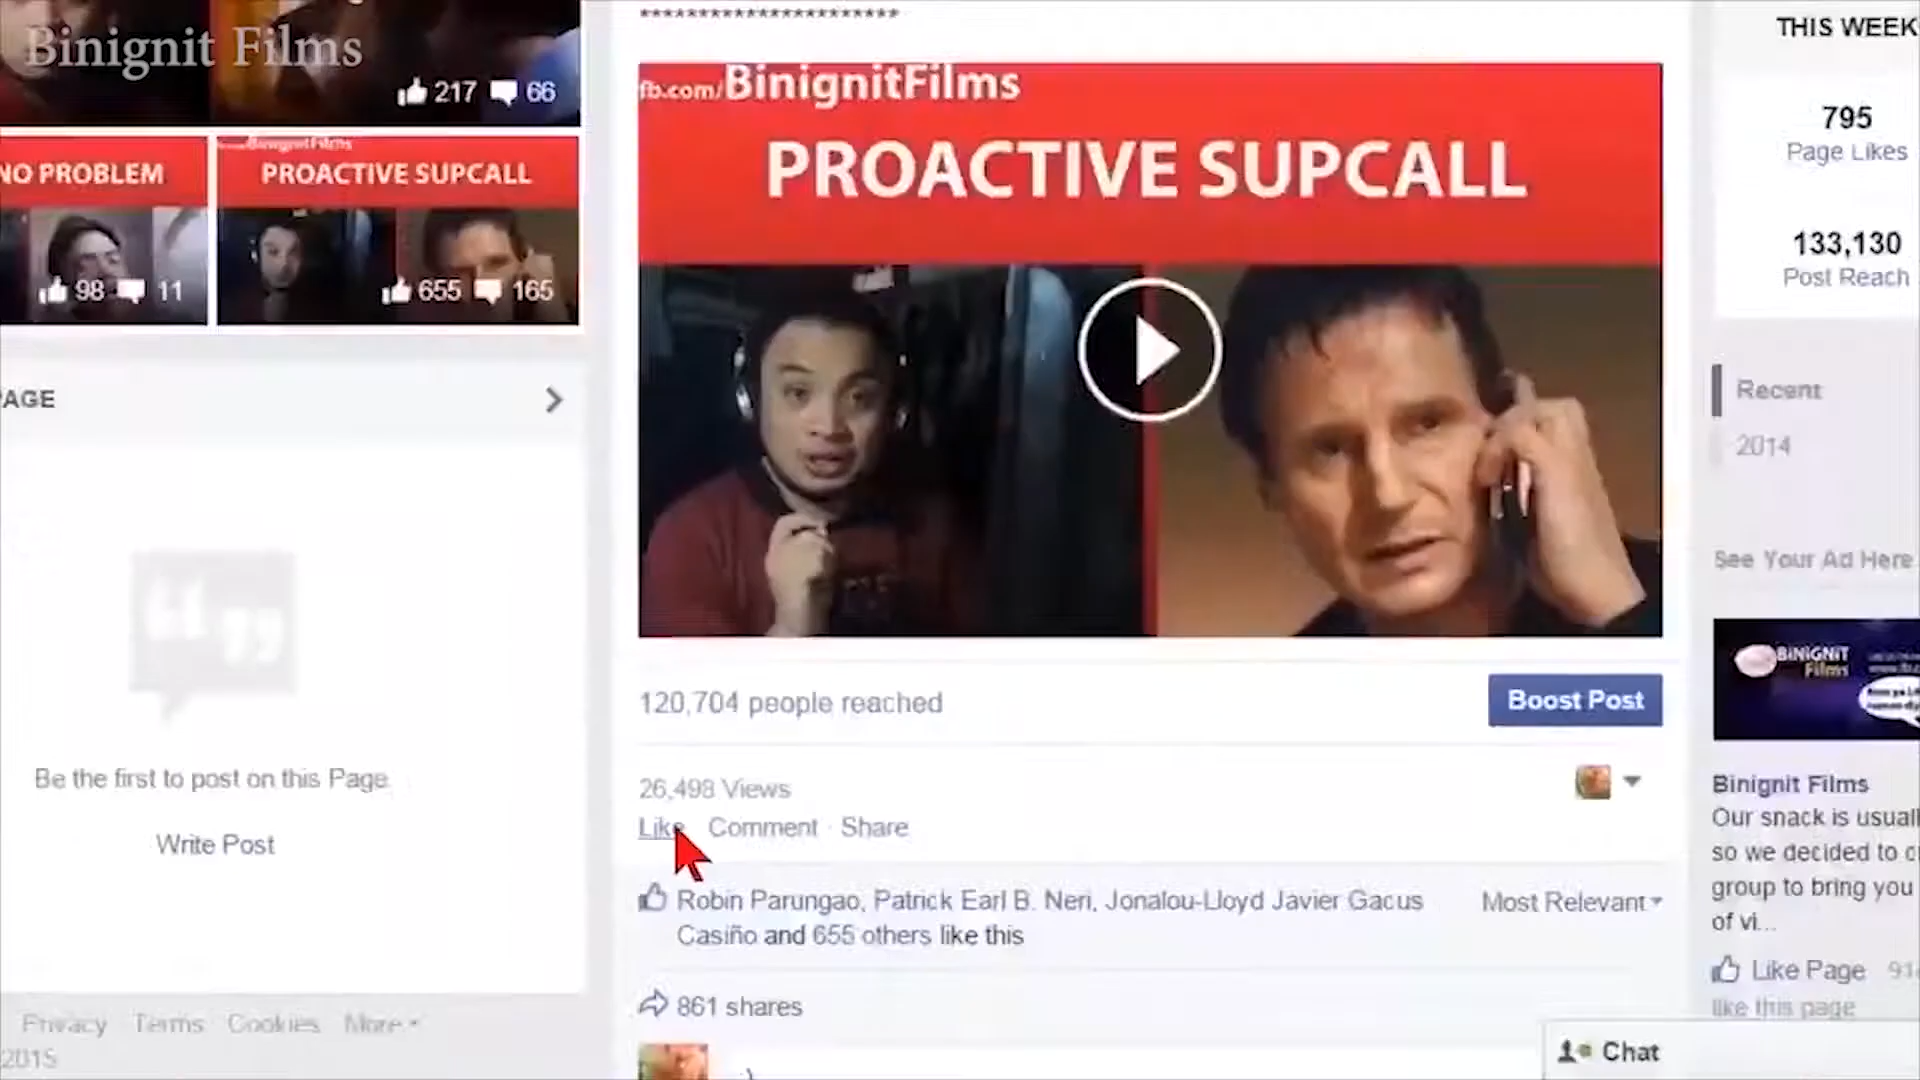 Binignit Films
217 66
NO PROBLEM
BinignitFilms
PROACTIVE SUPCALL
98 11
655 165
AGE
Be the first to post on this Page.
Write Post
Privacy Terms Cookies More
2015
**************************
fb.com/BinignitFilms
PROACTIVE SUPCALL
120,704 people reached
Boost Post
26,498 Views
Like Comment · Share
Robin Parungao, Patrick Earl B. Neri, Jonalou-Lloyd Javier Gacus
Casiño and 655 others like this
Most Relevant
861 shares
THIS WEEK
795
Page Likes
133,130
Post Reach
Recent
2014
See Your Ad Here
BiNiGNiT
Films
Binignit Films
Our snack is usuall
so we decided to c
group to bring you
of vi...
Like Page
like this page
Chat